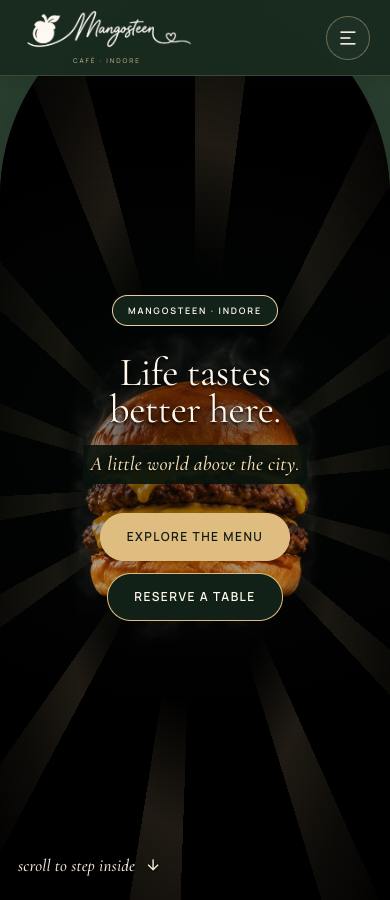 Mangosteen
CAFÉ · INDORE
MANGOSTEEN · INDORE
Life tastes
better here.
A little world above the city.
EXPLORE THE MENU
RESERVE A TABLE
scroll to step inside ↓